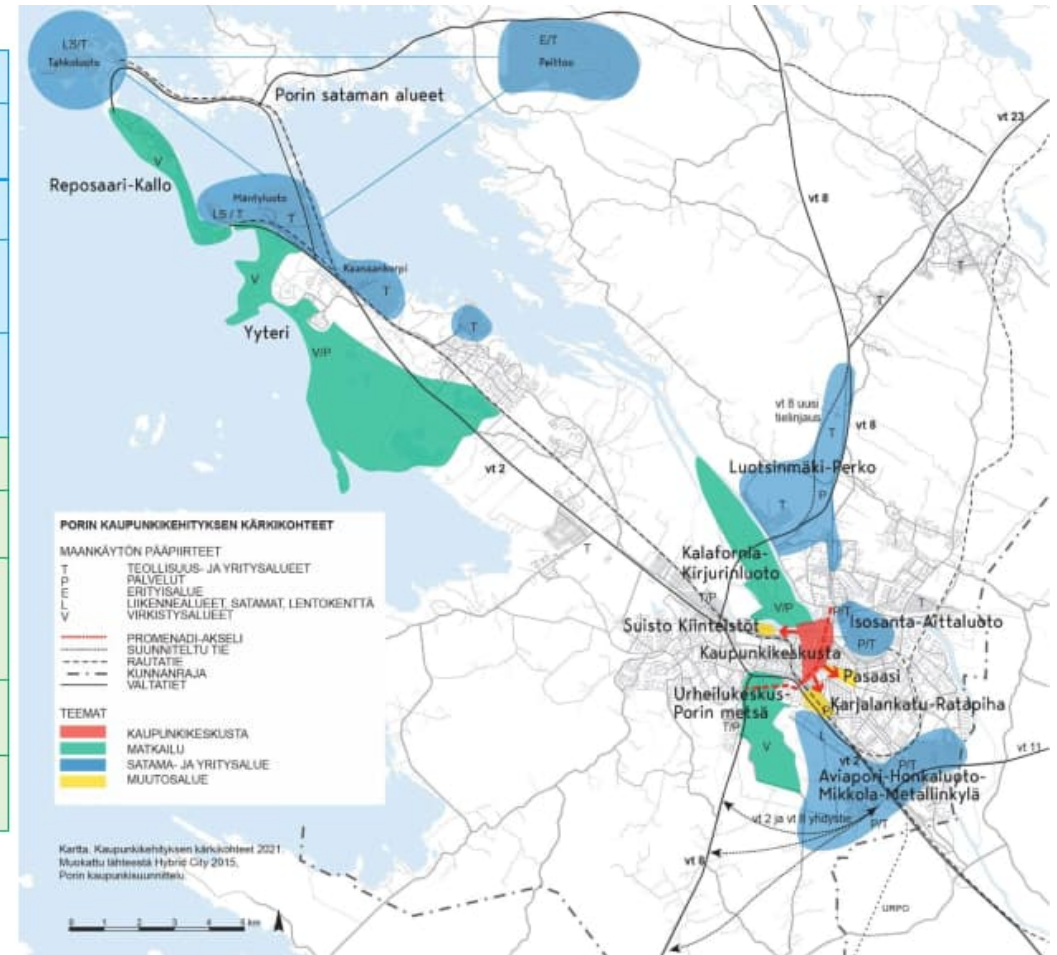 LS/T
Tahkoluoto
E/T
Peittoo
Porin sataman alueet
vt 23
V
Reposaari-Kallo
Mäntyluoto
LS / T
T
vt 8
Kaanaankorpi
T
V
T
T
T
Yyteri
V/P
vt 8 uusi
tielinjaus
T
vt 8
Luotsinmäki-Perko
vt 2
T
P
T
Kalafornia-
Kirjurinluoto
T/P
V/P
P/T
T
Isosanta-Aittaluoto
P/T
Suisto Kiinteistöt
Kaupunkikeskusta
Pasaasi
Urheilukeskus-
Porin metsä
Karjalankatu-Ratapiha
T/P
V
L
vt 2
P/T
vt 11
Aviapori-Honkaluoto-
Mikkola-Metallinkylä
vt 2 ja vt 8 yhdystie
P/T
vt 8
URPO
PORIN KAUPUNKIKEHITYKSEN KÄRKIKOHTEET
MAANKÄYTÖN PÄÄPIIRTEET
T TEOLLISUUS- JA YRITYSALUEET
P PALVELUT
E ERITYISALUE
L LIIKENNEALUEET, SATAMAT, LENTOKENTTÄ
V VIRKISTYSALUEET
PROMENADI-AKSELI
SUUNNITELTU TIE
RAUTATIE
KUNNANRAJA
VALTATIET
TEEMAT
KAUPUNKIKESKUSTA
MATKAILU
SATAMA- JA YRITYSALUE
MUUTOSALUE
Kartta. Kaupunkikehityksen kärkikohteet 2021.
Muokattu lähteestä Hybrid City 2015,
Porin kaupunkisuunnittelu.
0 1 2 3 4 5 km